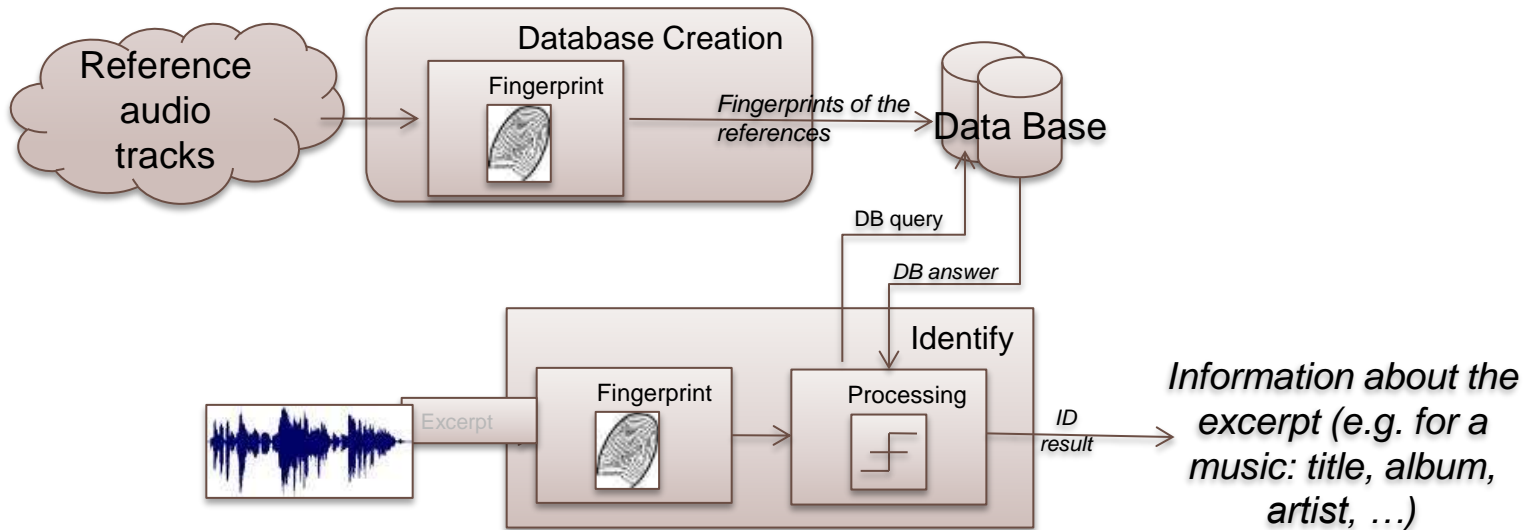 Database Creation
Reference
audio
tracks
Fingerprint
Fingerprints of the
references
Data Base
DB query
DB answer
Identify
Excerpt
Fingerprint
Processing
ID
result
Information about the
excerpt (e.g. for a
music: title, album,
artist, …)